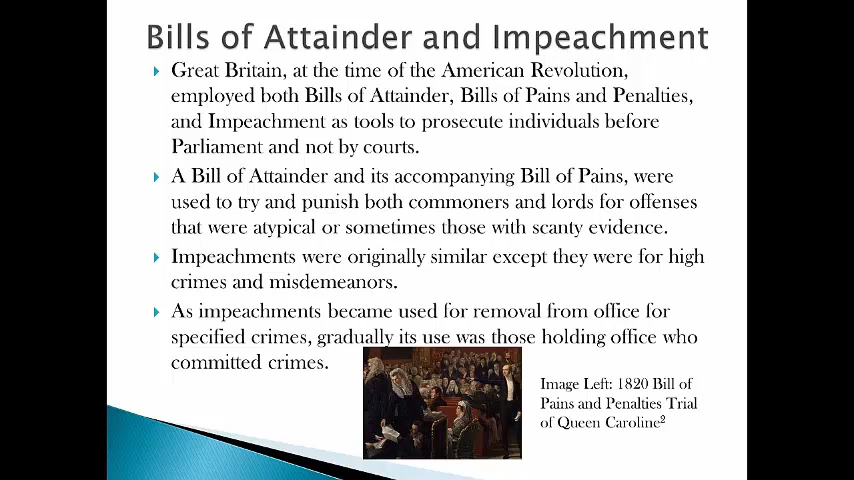 Bills of Attainder and Impeachment
Great Britain, at the time of the American Revolution,
employed both Bills of Attainder, Bills of Pains and Penalties,
and Impeachment as tools to prosecute individuals before
Parliament and not by courts.
A Bill of Attainder and its accompanying Bill of Pains, were
used to try and punish both commoners and lords for offenses
that were atypical or sometimes those with scanty evidence.
Impeachments were originally similar except they were for high
crimes and misdemeanors.
As impeachments became used for removal from office for
specified crimes, gradually its use was those holding office who
committed crimes.
Image Left: 1820 Bill of
Pains and Penalties Trial
of Queen Caroline²